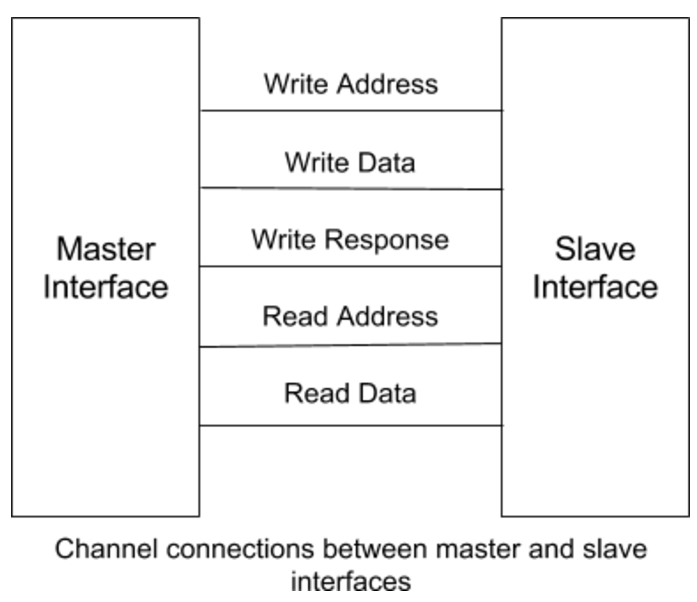 Write Address
Write Data
Write Response
Read Address
Read Data
Master
Interface
Slave
Interface
Channel connections between master and slave
interfaces